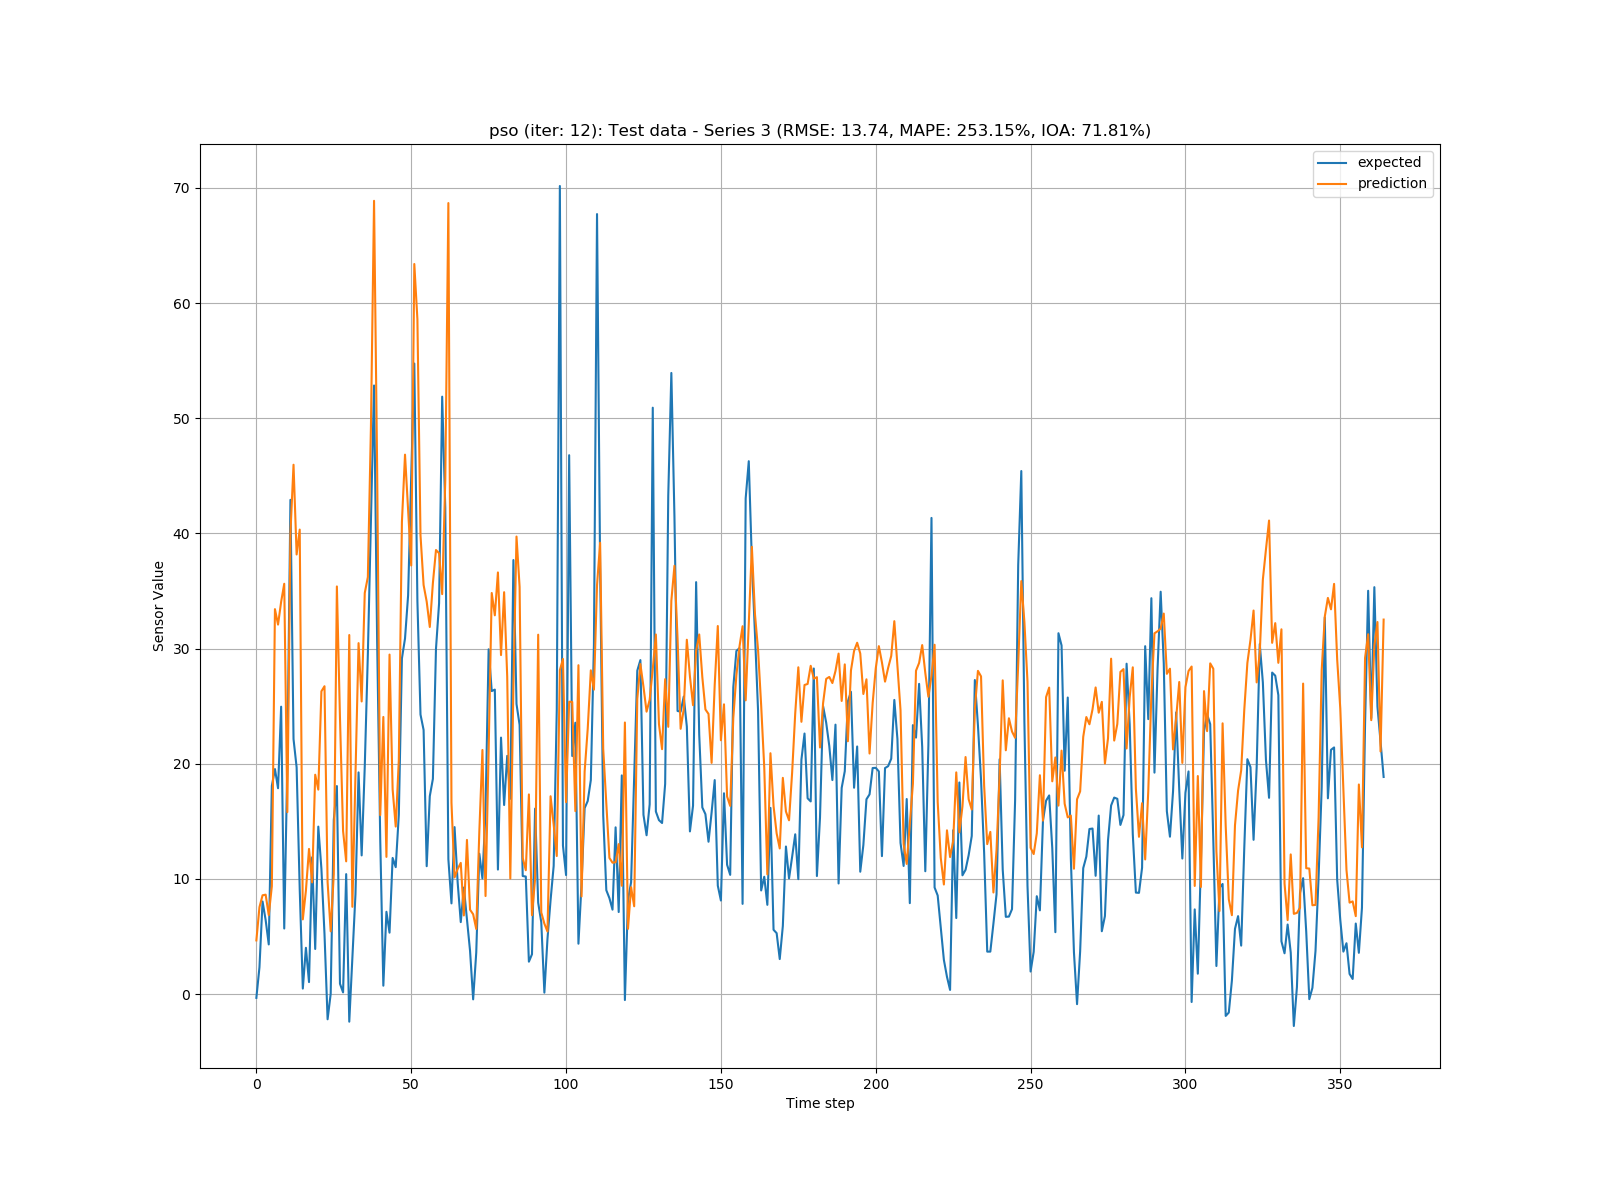 pso (iter: 12): Test data - Series 3 (RMSE: 13.74, MAPE: 253.15%, IOA: 71.81%)
expected
prediction
70
60
50
40
30
20
10
0
Sensor Value
0 50 100 150 200 250 300 350
Time step